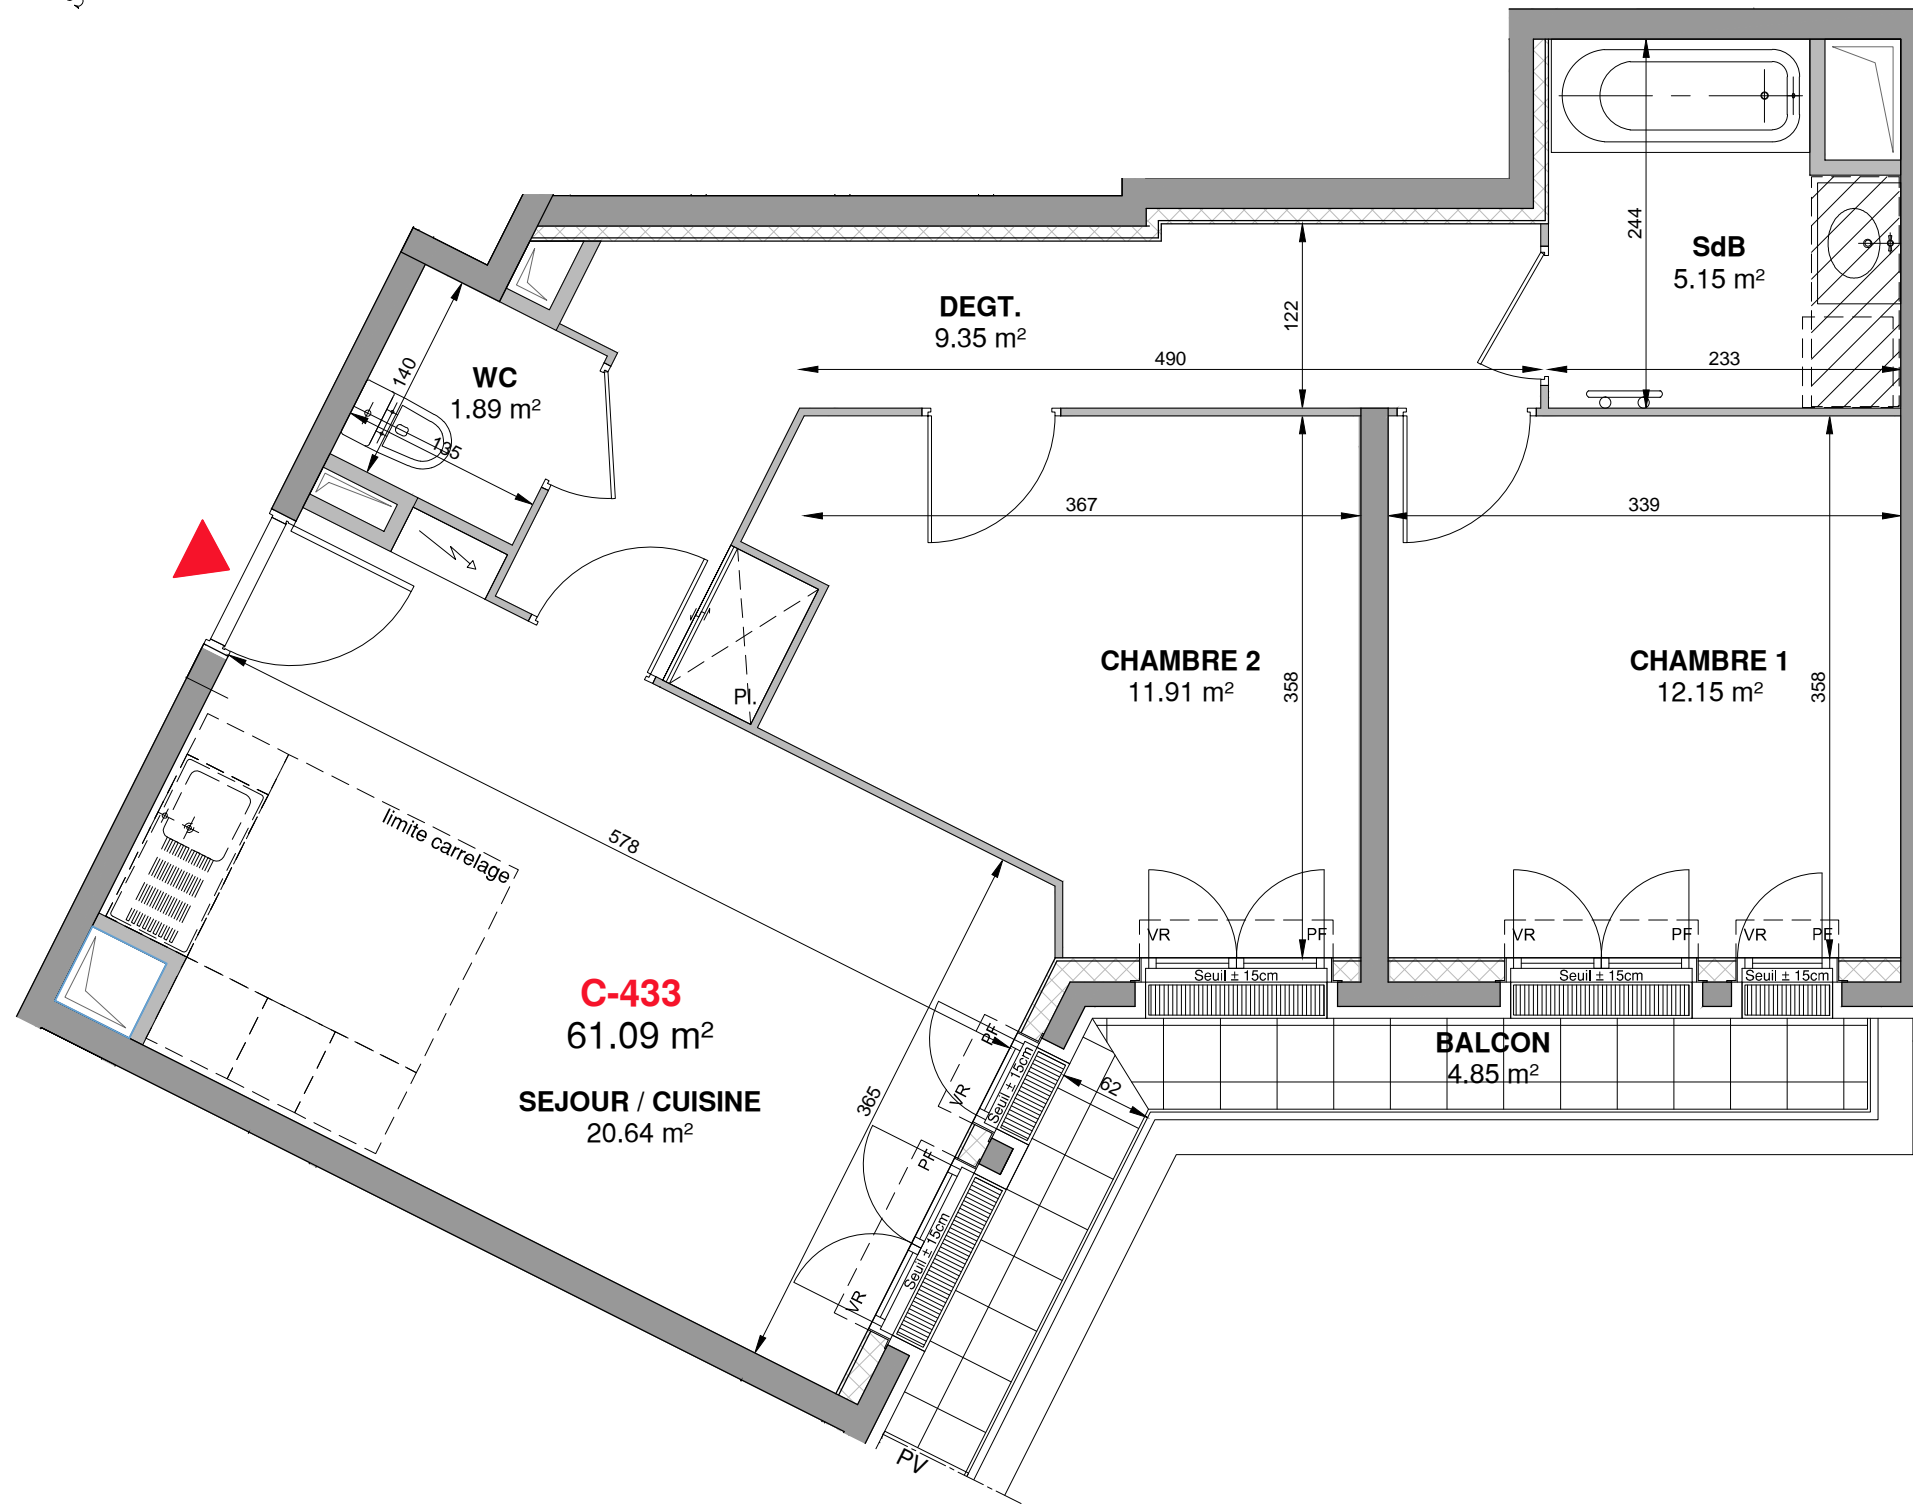 SdB
5.15 m²
244
233
DEGT.
9.35 m²
122
490
WC
1.89 m²
140
135
367
339
CHAMBRE 2
11.91 m²
358
CHAMBRE 1
12.15 m²
358
Pl.
578
limite carrelage
C-433
61.09 m²
SEJOUR / CUISINE
20.64 m²
365
VR
PF
Seuil ± 15cm
VR
PF
Seuil ± 15cm
VR
PF
Seuil ± 15cm
PF
VR
Seuil ± 15cm
PF
VR
Seuil ± 15cm
62
BALCON
4.85 m²
PV